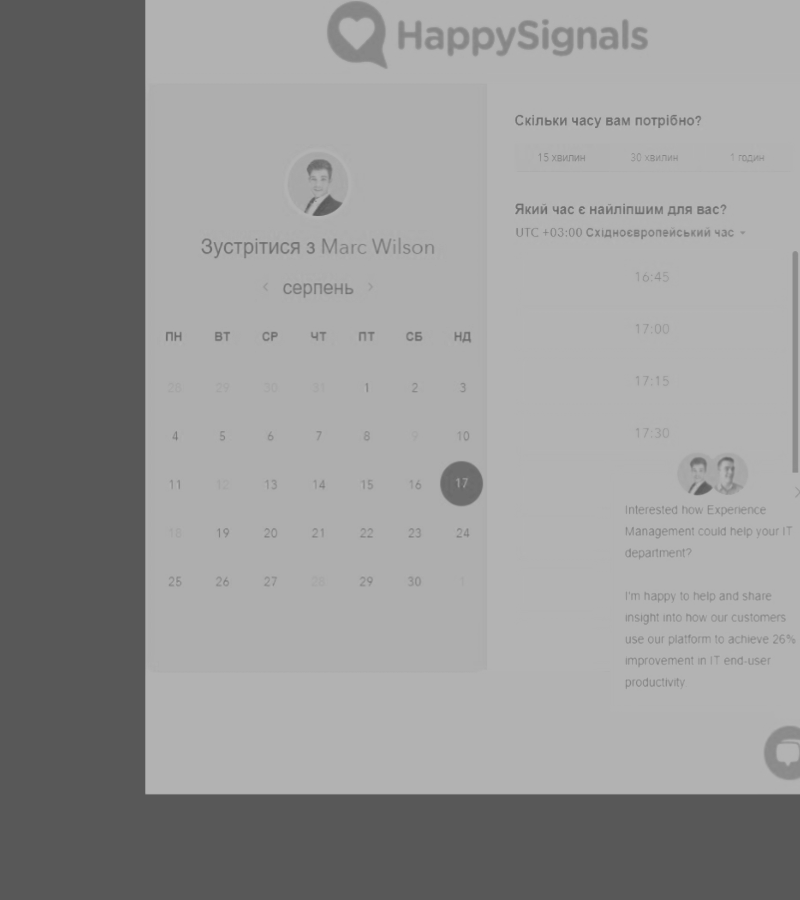 HappySignals
Зустрітися з Marc Wilson
серпень
ПН ВТ СР ЧТ ПТ СБ НД
28 29 30 31 1 2 3
4 5 6 7 8 9 10
11 12 13 14 15 16 17
18 19 20 21 22 23 24
25 26 27 28 29 30 1
Скільки часу вам потрібно?
15 хвилин 30 хвилин 1 годин
Який час є найліпшим для вас?
UTC +03:00 Східноєвропейський час
16:45
17:00
17:15
17:30
Interested how Experience
Management could help your IT
department?
I'm happy to help and share
insight into how our customers
use our platform to achieve 26%
improvement in IT end-user
productivity